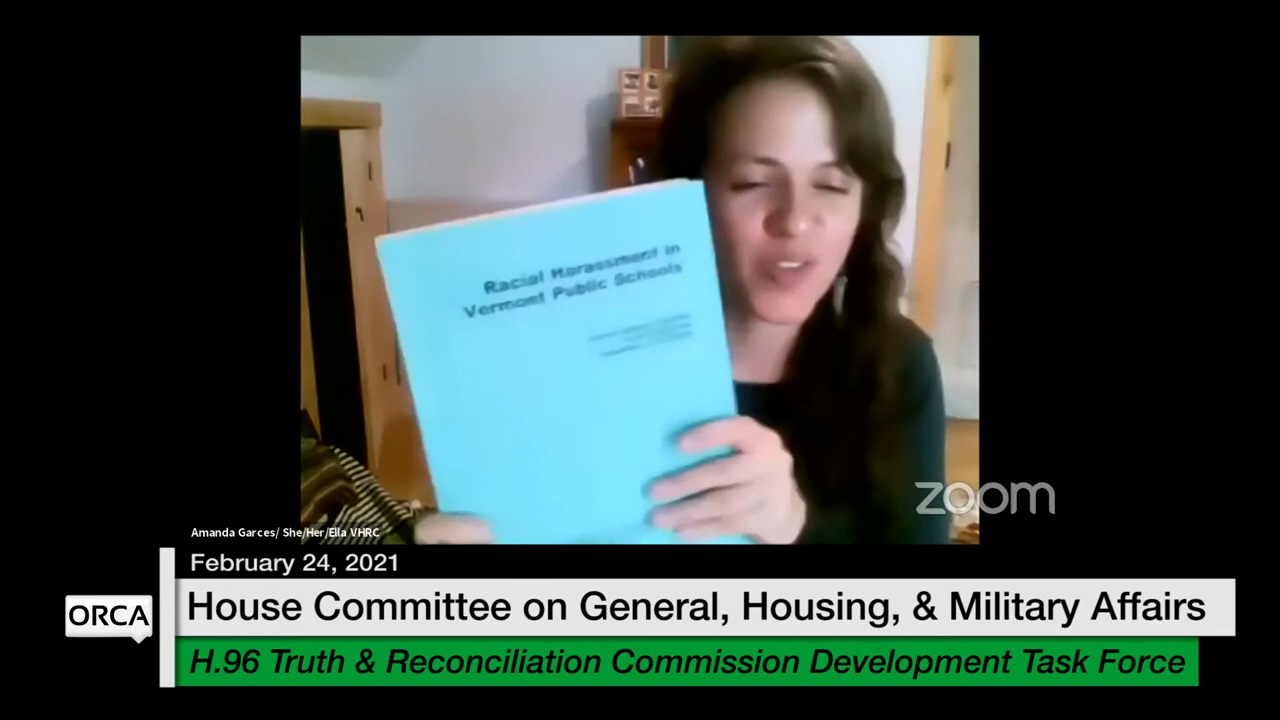 Racial Harassment in
Vermont Public Schools
zoom
Amanda Garces/ She/Her/Ella VHRC
February 24, 2021
ORCA
House Committee on General, Housing, & Military Affairs
H.96 Truth & Reconciliation Commission Development Task Force